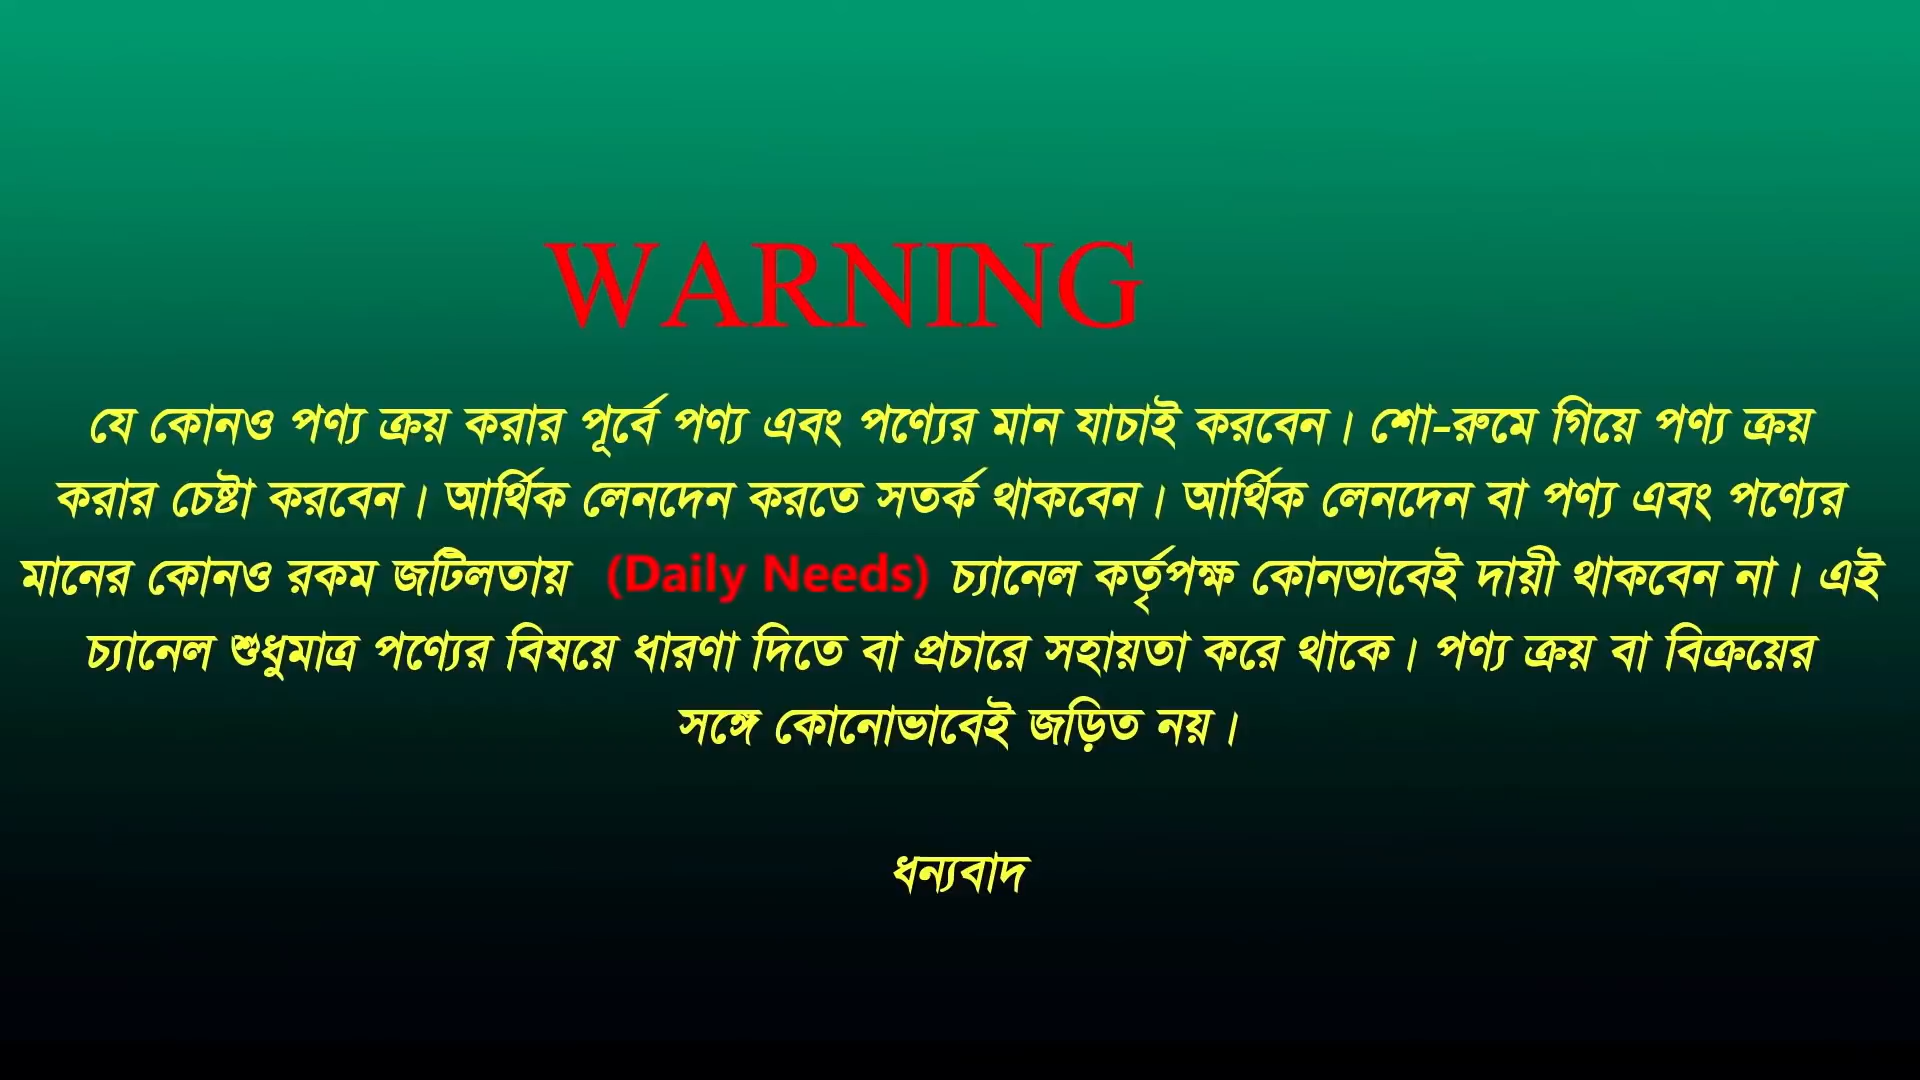 WARNING
যে কোনও পণ্য ক্রয় করার পূর্বে পণ্য এবং পণ্যের মান যাচাই করবেন। শো-রুমে গিয়ে পণ্য ক্রয়
করার চেষ্টা করবেন। আর্থিক লেনদেন করতে সতর্ক থাকবেন। আর্থিক লেনদেন বা পণ্য এবং পণ্যের
মানের কোনও রকম জটিলতায় (Daily Needs) চ্যানেল কর্তৃপক্ষ কোনভাবেই দায়ী থাকবেন না। এই
চ্যানেল শুধুমাত্র পণ্যের বিষয়ে ধারণা দিতে বা প্রচারে সহায়তা করে থাকে। পণ্য ক্রয় বা বিক্রয়ের
সঙ্গে কোনোভাবেই জড়িত নয়।
ধন্যবাদ